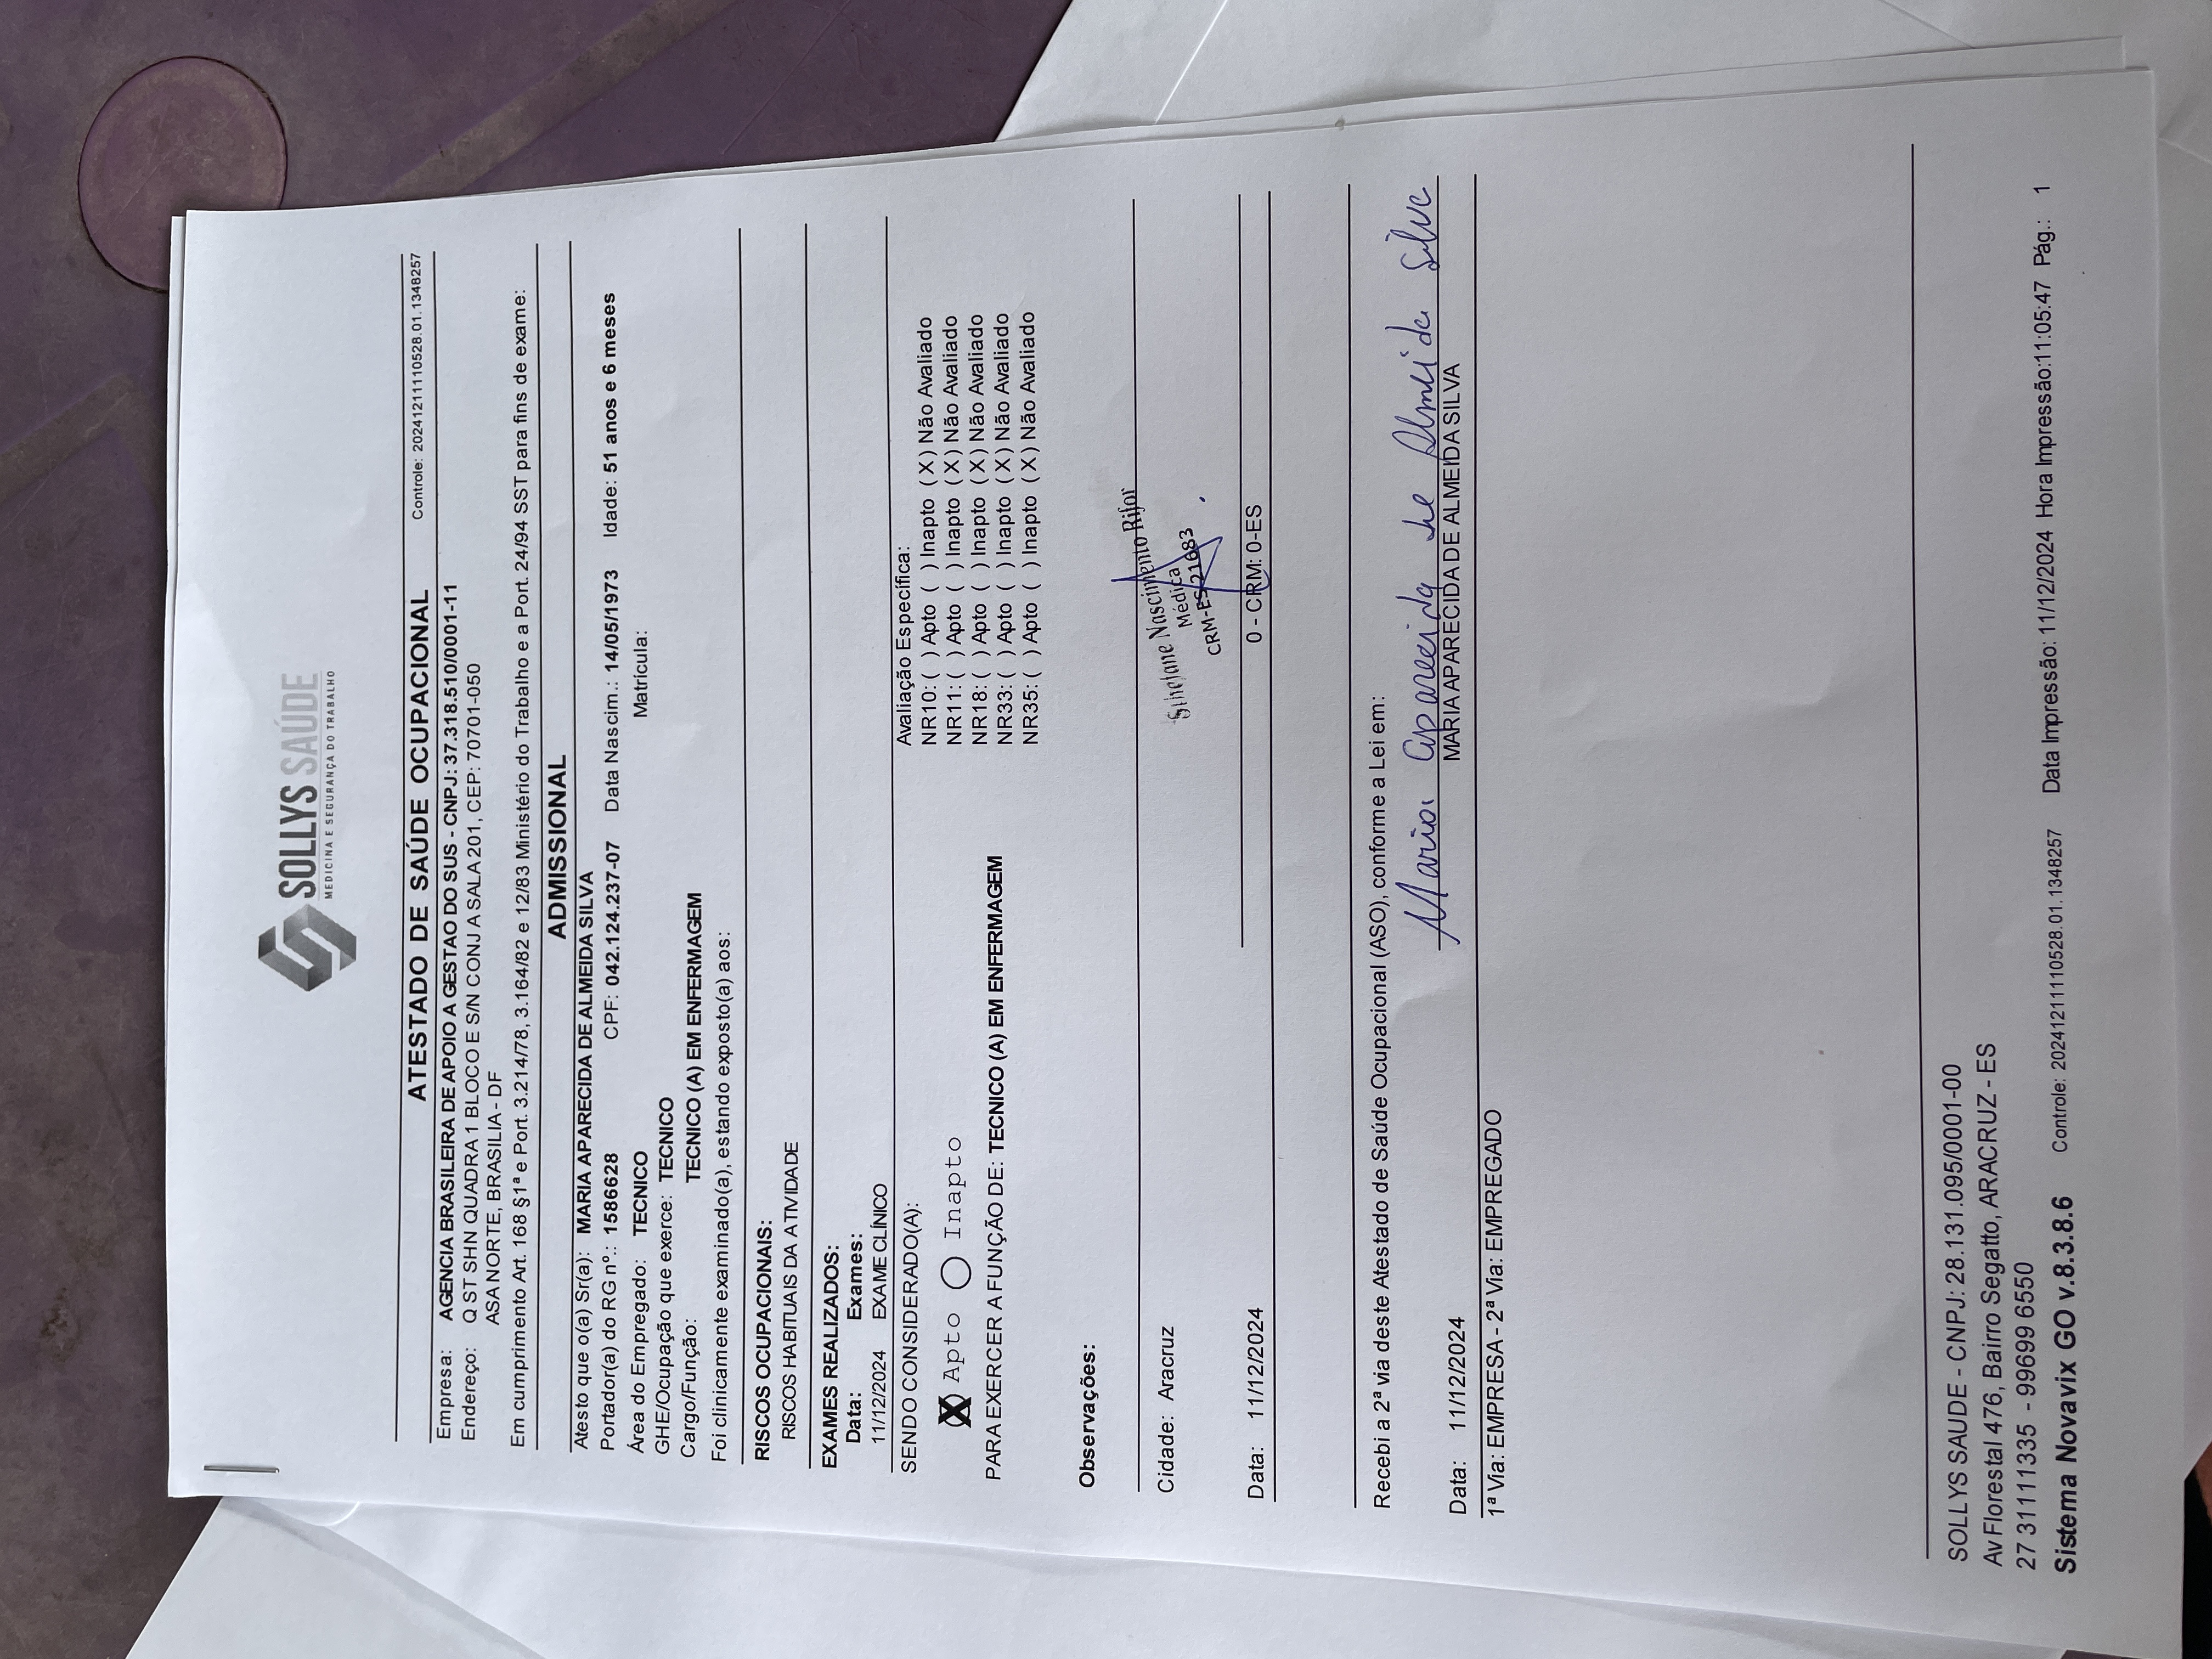 SOLLYS SAÚDE
MEDICINA E SEGURANÇA DO TRABALHO
ATESTADO DE SAÚDE OCUPACIONAL Controle: 20241211110528.01.1348257
Empresa: AGENCIA BRASILEIRA DE APOIO A GESTAO DO SUS - CNPJ: 37.318.510/0001-11
Endereço: Q ST SHN QUADRA 1 BLOCO E S/N CONJ A SALA 201, CEP: 70701-050
ASA NORTE, BRASILIA - DF
Em cumprimento Art. 168 §1ª e Port. 3.214/78, 3.164/82 e 12/83 Ministério do Trabalho e a Port. 24/94 SST para fins de exame:
ADMISSIONAL
Atesto que o(a) Sr(a): MARIA APARECIDA DE ALMEIDA SILVA
Portador(a) do RG nº.: 1586628 CPF: 042.124.237-07 Data Nascim.: 14/05/1973 Idade: 51 anos e 6 meses
Área do Empregado: TECNICO Matrícula:
GHE/Ocupação que exerce: TECNICO
Cargo/Função: TECNICO (A) EM ENFERMAGEM
Foi clinicamente examinado(a), estando exposto(a) aos:
RISCOS OCUPACIONAIS:
RISCOS HABITUAIS DA ATIVIDADE
EXAMES REALIZADOS:
Data: Exames:
11/12/2024 EXAME CLÍNICO
SENDO CONSIDERADO(A):
X Apto Inapto
PARA EXERCER A FUNÇÃO DE: TECNICO (A) EM ENFERMAGEM
Avaliação Específica:
NR10: ( ) Apto ( ) Inapto (X) Não Avaliado
NR11: ( ) Apto ( ) Inapto (X) Não Avaliado
NR18: ( ) Apto ( ) Inapto (X) Não Avaliado
NR33: ( ) Apto ( ) Inapto (X) Não Avaliado
NR35: ( ) Apto ( ) Inapto (X) Não Avaliado
Observações:
Cidade: Aracruz
Nascimento Rifor
Médica
CRM-ES 21683
Data: 11/12/2024
0 - CRM: 0-ES
Recebi a 2ª via deste Atestado de Saúde Ocupacional (ASO), conforme a Lei em:
Maria Aparecida de Almeida Silva
Data: 11/12/2024 MARIA APARECIDA DE ALMEIDA SILVA
1ª Via: EMPRESA - 2ª Via: EMPREGADO
SOLLYS SAUDE - CNPJ: 28.131.095/0001-00
Av Florestal 476, Bairro Segatto, ARACRUZ - ES
27 31111335 - 99699 6550
Sistema Novavix GO v.8.3.8.6 Controle: 20241211110528.01.1348257 Data Impressão: 11/12/2024 Hora Impressão:11:05:47 Pág.: 1